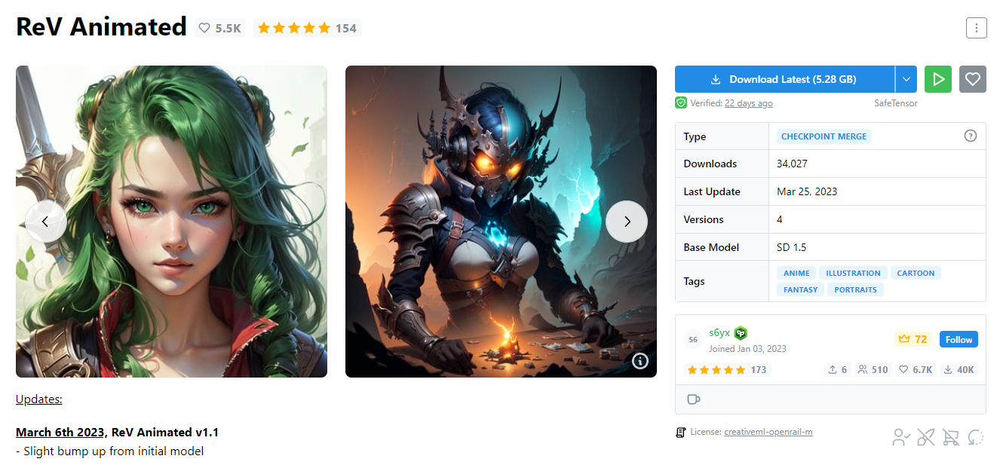 ReV Animated 5.5K 154
Download Latest (5.28 GB)
Verified: 22 days ago SafeTensor
Type CHECKPOINT MERGE
Downloads 34,027
Last Update Mar 25, 2023
Versions 4
Base Model SD 1.5
Tags ANIME ILLUSTRATION CARTOON
FANTASY PORTRAITS
S6 s6yx 72 Follow
Joined Jan 03, 2023
173 6 510 6.7K 40K
License: creativeml-openrail-m
Updates:
March 6th 2023, ReV Animated v1.1
- Slight bump up from initial model